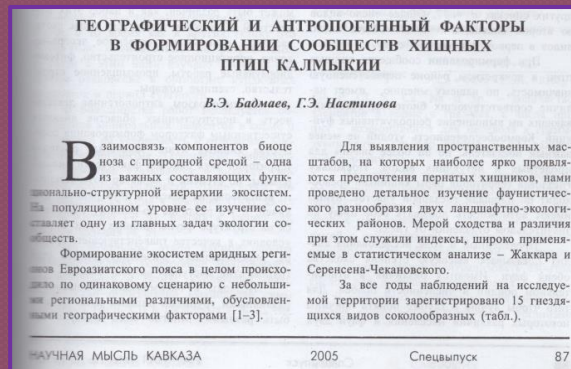 ГЕОГРАФИЧЕСКИЙ И АНТРОПОГЕННЫЙ ФАКТОРЫ
В ФОРМИРОВАНИИ СООБЩЕСТВ ХИЩНЫХ
ПТИЦ КАЛМЫКИИ
В.Э. Бадмаев, Г.Э. Настинова
Взаимосвязь компонентов биоце
ноза с природной средой – одна
из важных составляющих функ-
ционально-структурной иерархии экосистем.
На популяционном уровне ее изучение со-
ставляет одну из главных задач экологии со-
обществ.
Формирование экосистем аридных реги-
онов Евроазиатского пояса в целом происхо-
дило по одинаковому сценарию с небольши-
ми региональными различиями, обусловлен-
ными географическими факторами [1–3].
Для выявления пространственных мас-
штабов, на которых наиболее ярко проявля-
ются предпочтения пернатых хищников, нами
проведено детальное изучение фаунистичес-
кого разнообразия двух ландшафтно-экологи-
ческих районов. Мерой сходства и различия
при этом служили индексы, широко применя-
емые в статистическом анализе – Жаккара и
Серенсена-Чекановского.
За все годы наблюдений на исследуе-
мой территории зарегистрировано 15 гнездя-
щихся видов соколообразных (табл.).
НАУЧНАЯ МЫСЛЬ КАВКАЗА 2005 Спецвыпуск 87